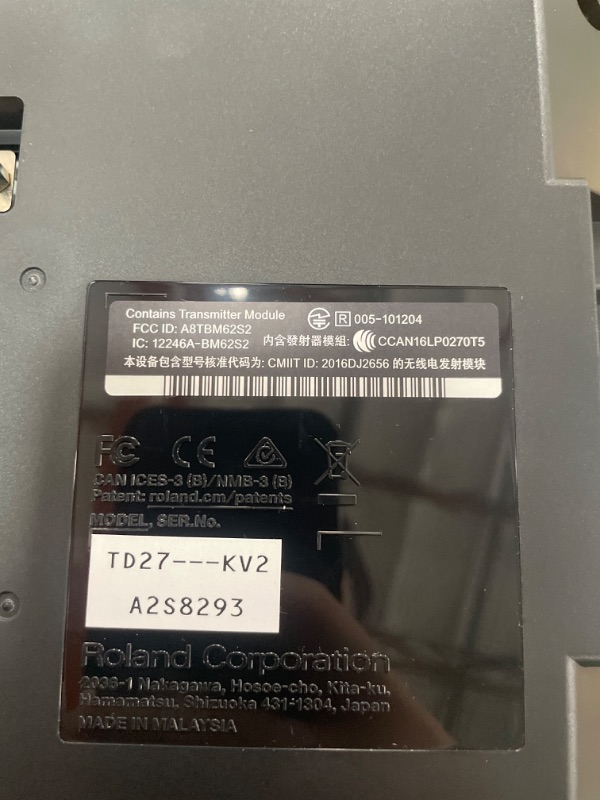 Contains Transmitter Module
FCC ID: A8TBM62S2
R 005-101204
IC: 12246A-BM62S2 內含發射器模組: CCAN16LP0270T5
本设备包含型号核准代码为: CMIIT ID: 2016DJ2656 的无线电发射模块
FC CE
CAN ICES-3 (B)/NMB-3 (B)
Patent: roland.cm/patents
MODEL, SER.No.
TD27---KV2
A2S8293
Roland Corporation
2036-1 Nakagawa, Hosoe-cho, Kita-ku,
Hamamatsu, Shizuoka 431-1304, Japan
MADE IN MALAYSIA